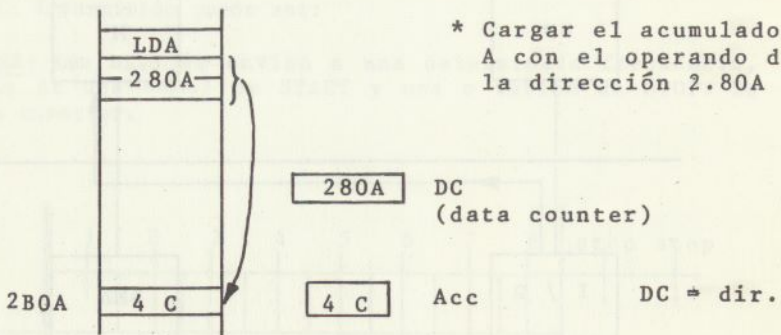 LDA
280A
* Cargar el acumulado
A con el operando d
la dirección 2.80A
280A DC
(data counter)
2B0A 4 C 4 C Acc DC = dir.